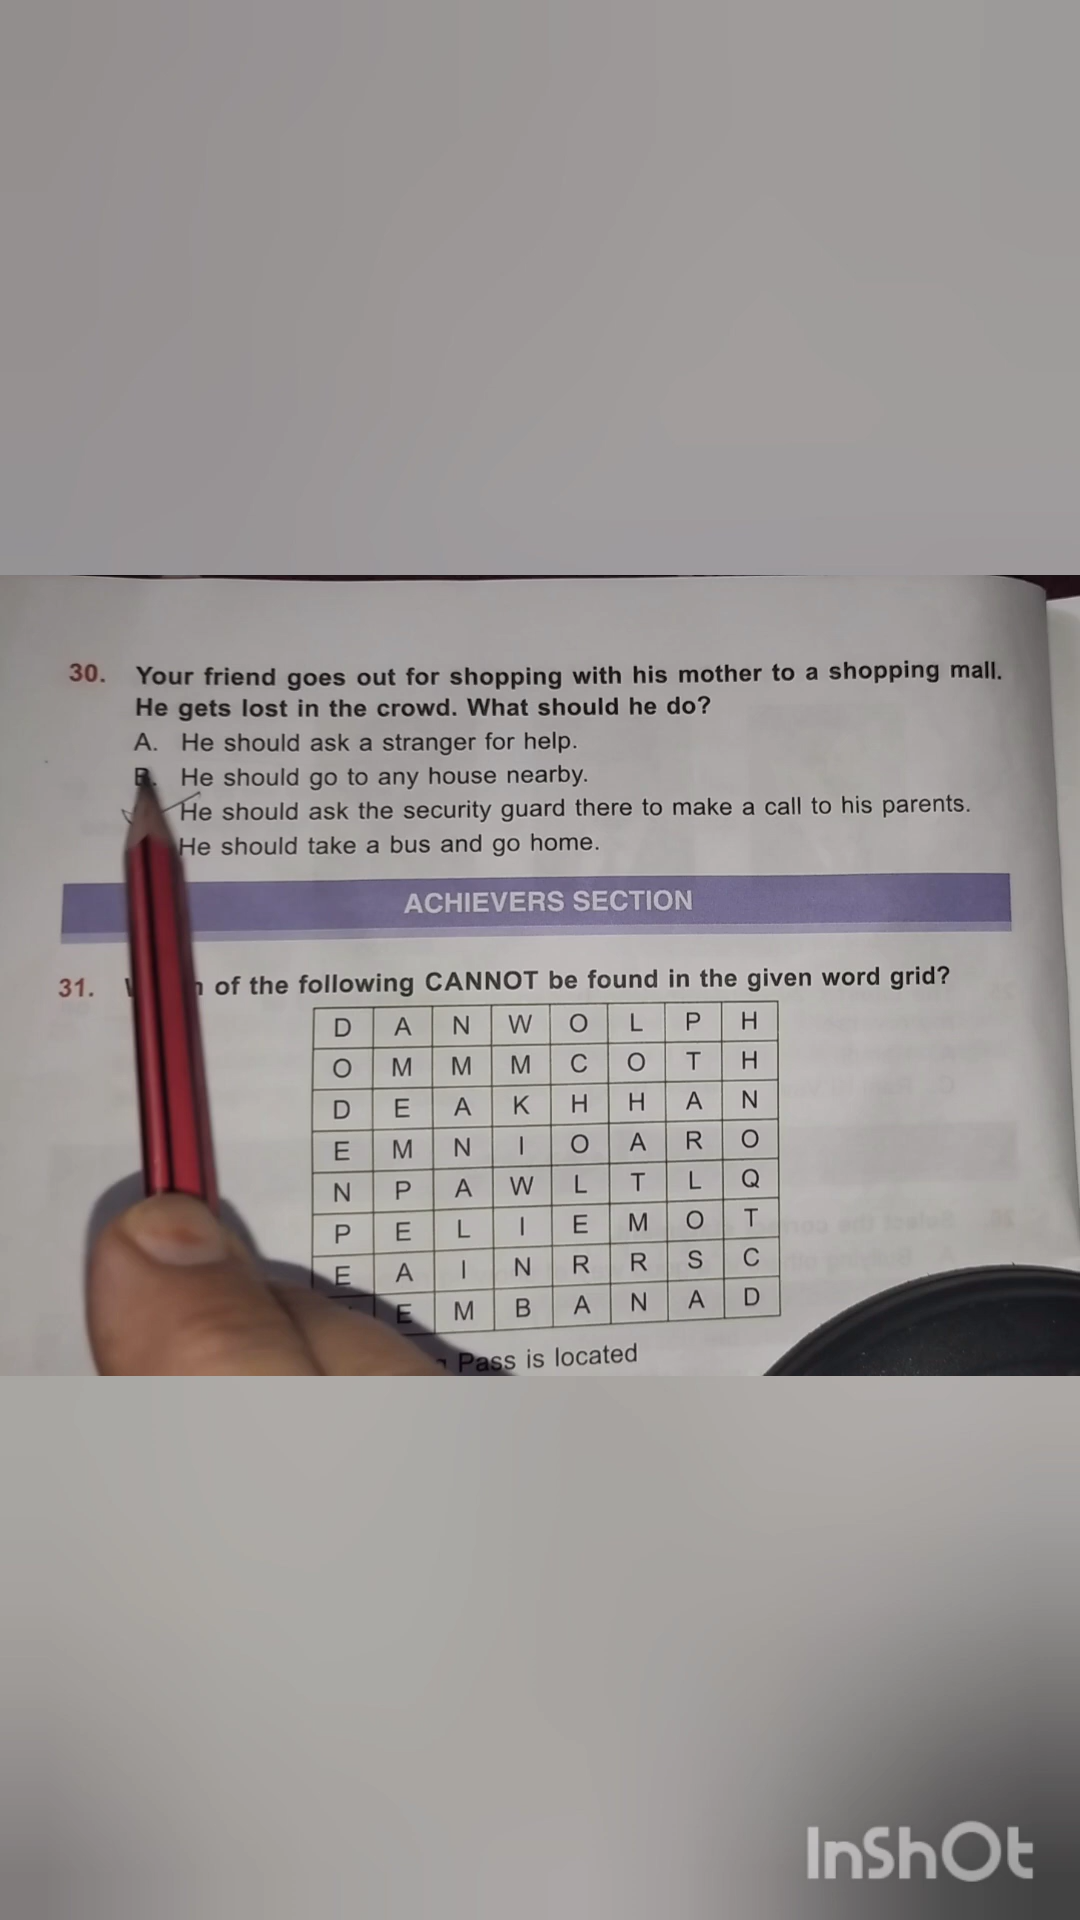 30. Your friend goes out for shopping with his mother to a shopping mall.
He gets lost in the crowd. What should he do?
A. He should ask a stranger for help.
B. He should go to any house nearby.
He should ask the security guard there to make a call to his parents.
He should take a bus and go home.
ACHIEVERS SECTION
31. of the following CANNOT be found in the given word grid?
D A N W O L P H
O M M M C O T H
D E A K H H A N
E M N I O A R O
N P A W L T L Q
P E L I E M O T
E A I N R R S C
E M B A N A D
Pass is located
InShOt